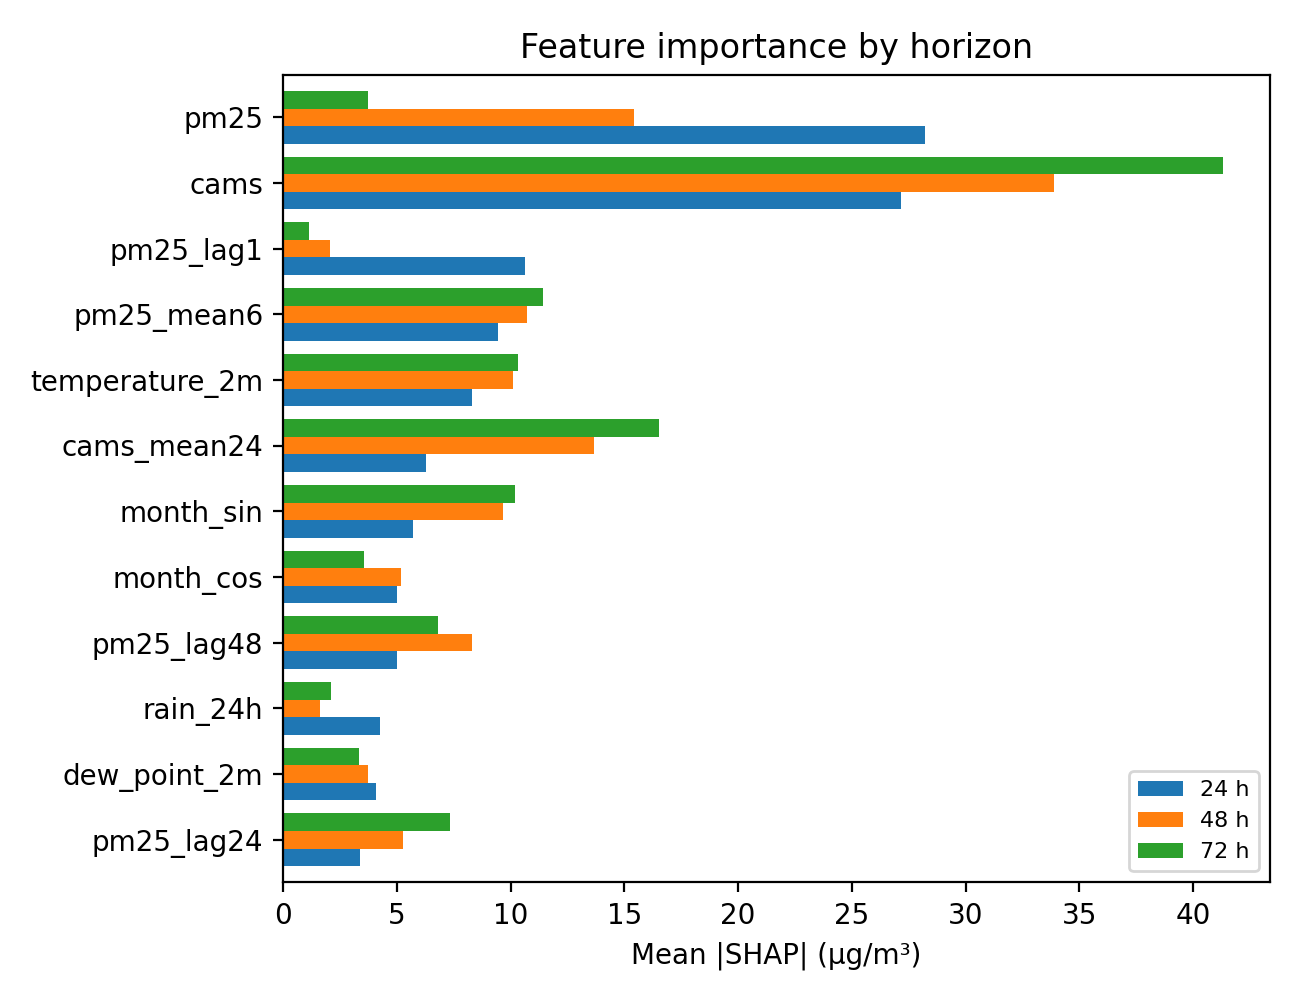 Feature importance by horizon
pm25
cams
pm25_lag1
pm25_mean6
temperature_2m
cams_mean24
month_sin
month_cos
pm25_lag48
rain_24h
dew_point_2m
pm25_lag24
24 h
48 h
72 h
0 5 10 15 20 25 30 35 40
Mean |SHAP| (µg/m³)